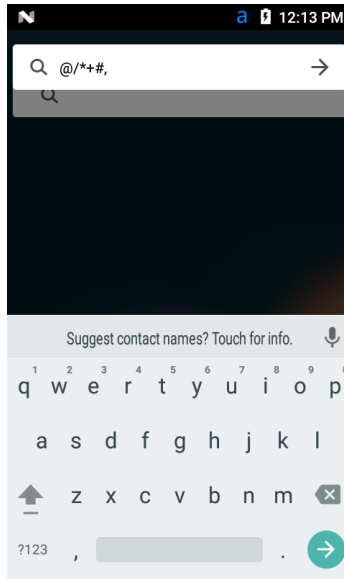 a 12:13 PM
@/*+#,
Suggest contact names? Touch for info.
1 2 3 4 5 6 7 8 9
q w e r t y u i o p
a s d f g h j k l
z x c v b n m
?123 , .